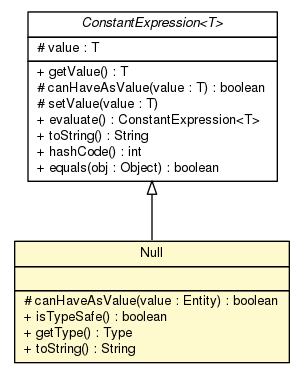 ConstantExpression<T>
# value : T
+ getValue() : T
# canHaveAsValue(value : T) : boolean
# setValue(value : T)
+ evaluate() : ConstantExpression<T>
+ toString() : String
+ hashCode() : int
+ equals(obj : Object) : boolean
Null
# canHaveAsValue(value : Entity) : boolean
+ isTypeSafe() : boolean
+ getType() : Type
+ toString() : String